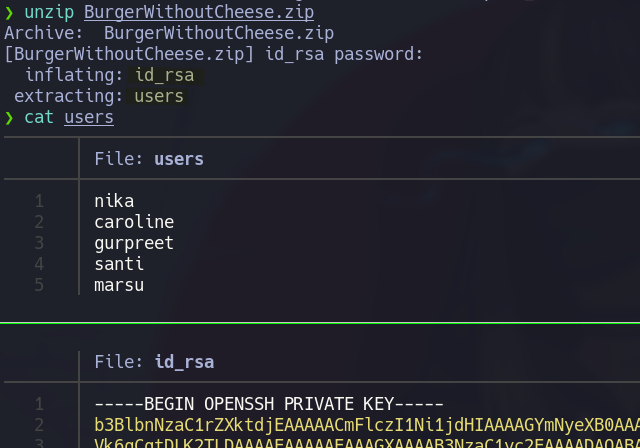 ❯ unzip BurgerWithoutCheese.zip
Archive:  BurgerWithoutCheese.zip
[BurgerWithoutCheese.zip] id_rsa password:
  inflating: id_rsa
 extracting: users
❯ cat users
File: users
1 nika
2 caroline
3 gurpreet
4 santi
5 marsu
File: id_rsa
1 -----BEGIN OPENSSH PRIVATE KEY-----
2 b3BlbnNzaC1rZXktdjEAAAAACmFlczI1Ni1jdHIAAAAGYmNyeXB0AAA
3